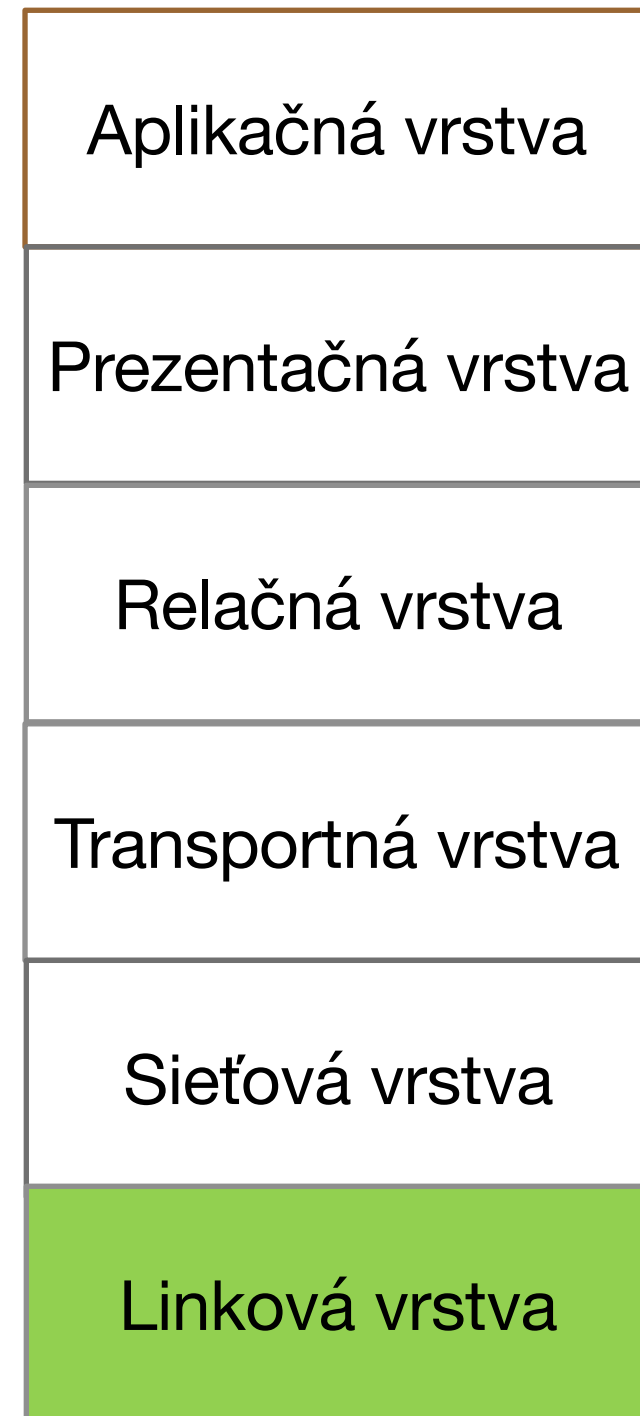 Aplikačná vrstva
Prezentačná vrstva
Relačná vrstva
Transportná vrstva
Sieťová vrstva
Linková vrstva